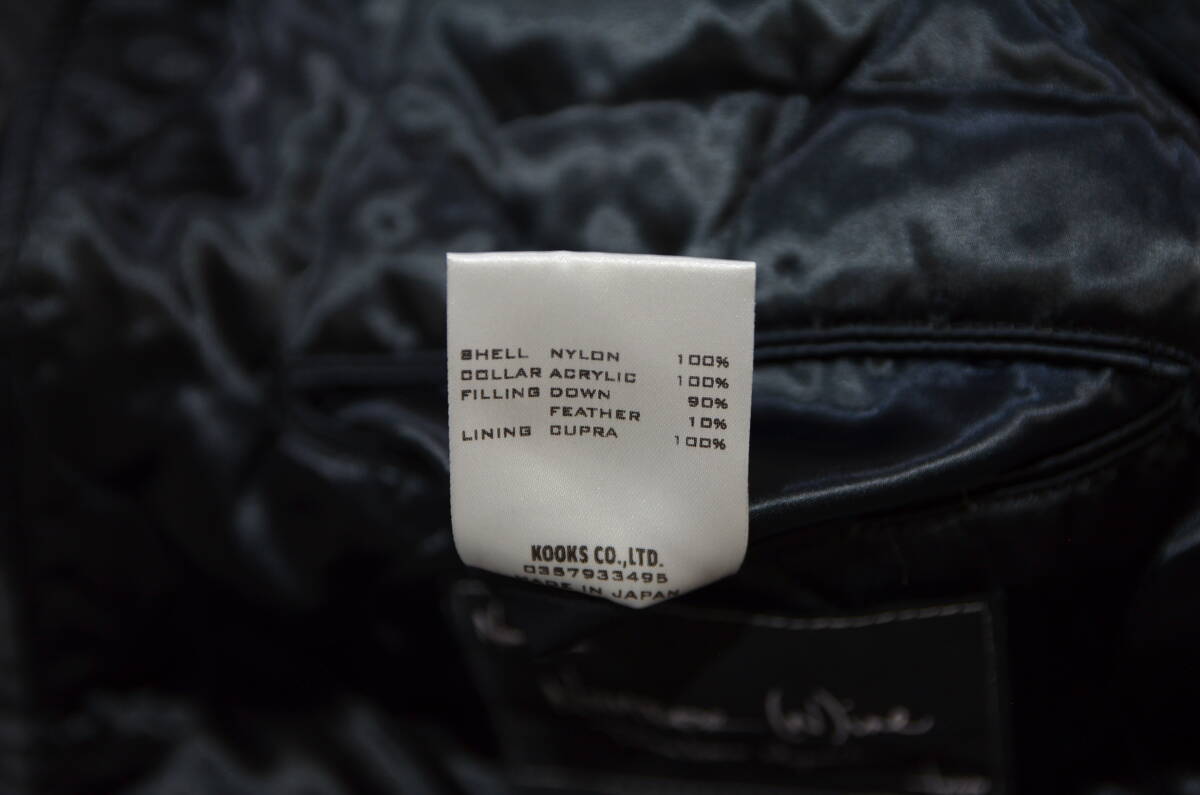 SHELL NYLON 100%
COLLAR ACRYLIC 100%
FILLING DOWN 90%
FEATHER 10%
LINING CUPRA 100%
KOOKS CO.,LTD.
0357933495
MADE IN JAPAN